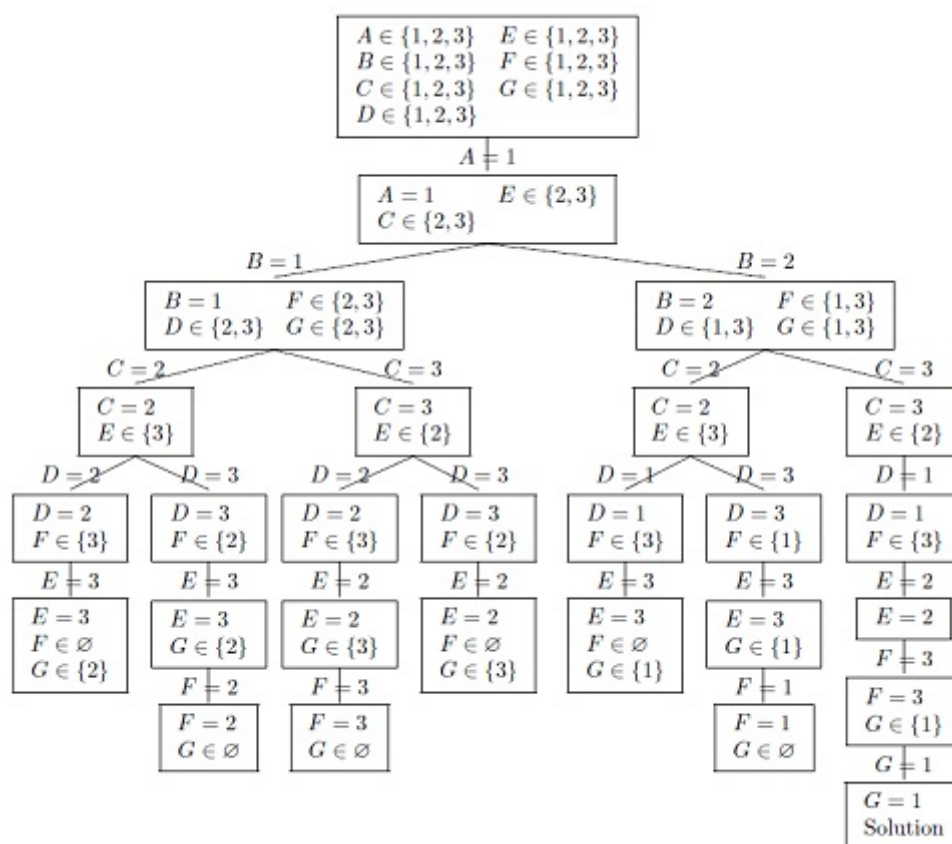 A ∈ {1, 2, 3} E ∈ {1, 2, 3}
B ∈ {1, 2, 3} F ∈ {1, 2, 3}
C ∈ {1, 2, 3} G ∈ {1, 2, 3}
D ∈ {1, 2, 3}
A = 1
A = 1 E ∈ {2, 3}
C ∈ {2, 3}
B = 1 B = 2
B = 1 F ∈ {2, 3} B = 2 F ∈ {1, 3}
D ∈ {2, 3} G ∈ {2, 3} D ∈ {1, 3} G ∈ {1, 3}
C = 2 C = 3 C = 2 C = 3
C = 2 C = 3 C = 2 C = 3
E ∈ {3} E ∈ {2} E ∈ {3} E ∈ {2}
D = 2 D = 3 D = 2 D = 3 D = 1 D = 3 D = 1
D = 2 D = 3 D = 2 D = 3 D = 1 D = 3 D = 1
F ∈ {3} F ∈ {2} F ∈ {3} F ∈ {2} F ∈ {3} F ∈ {1} F ∈ {3}
E = 3 E = 3 E = 2 E = 2 E = 3 E = 3 E = 2
E = 3 E = 3 E = 2 E = 2 E = 3 E = 3 E = 2
F ∈ ∅ G ∈ {2} G ∈ {3} F ∈ ∅ F ∈ ∅ G ∈ {1}
G ∈ {2} G ∈ {3} G ∈ {1}
F = 2 F = 3 F = 1 F = 3
F = 2 F = 3 F = 1 F = 3
G ∈ ∅ G ∈ ∅ G ∈ ∅ G ∈ {1}
G = 1
G = 1
Solution